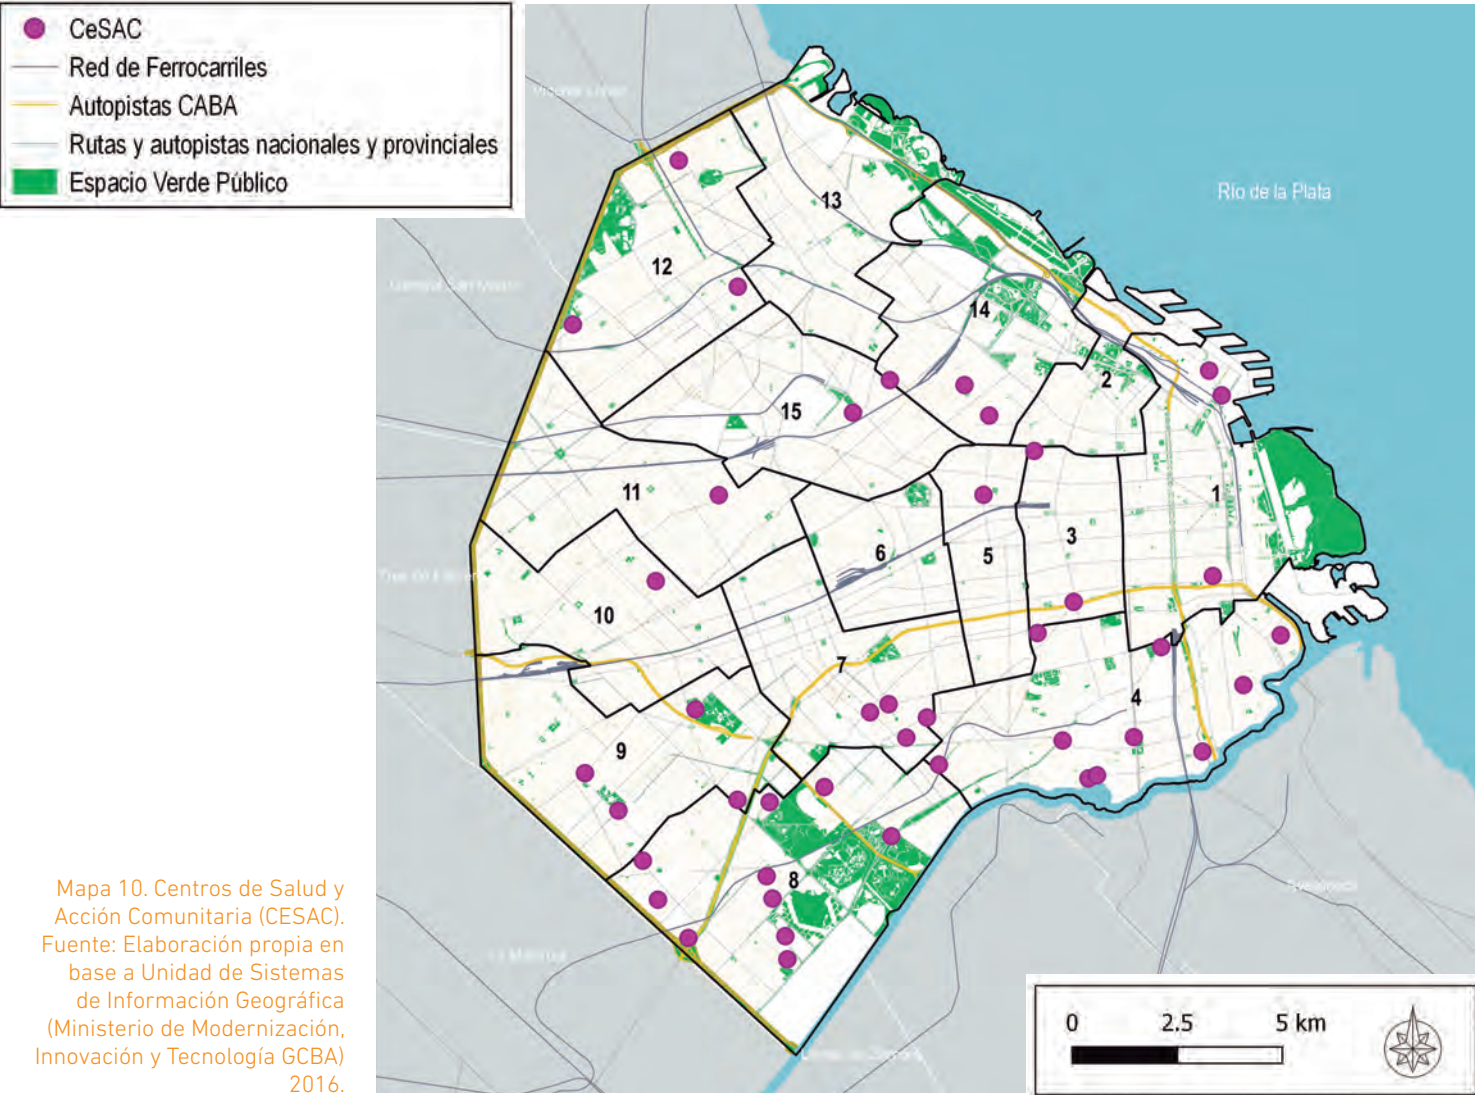 CeSAC
Red de Ferrocarriles
Autopistas CABA
Rutas y autopistas nacionales y provinciales
Espacio Verde Público
Río de la Plata
13
12
14
2
15
11
1
3
6
5
10
7
4
9
8
Mapa 10. Centros de Salud y
Acción Comunitaria (CESAC).
Fuente: Elaboración propia en
base a Unidad de Sistemas
de Información Geográfica
(Ministerio de Modernización,
Innovación y Tecnología GCBA)
2016.
0 2.5 5 km